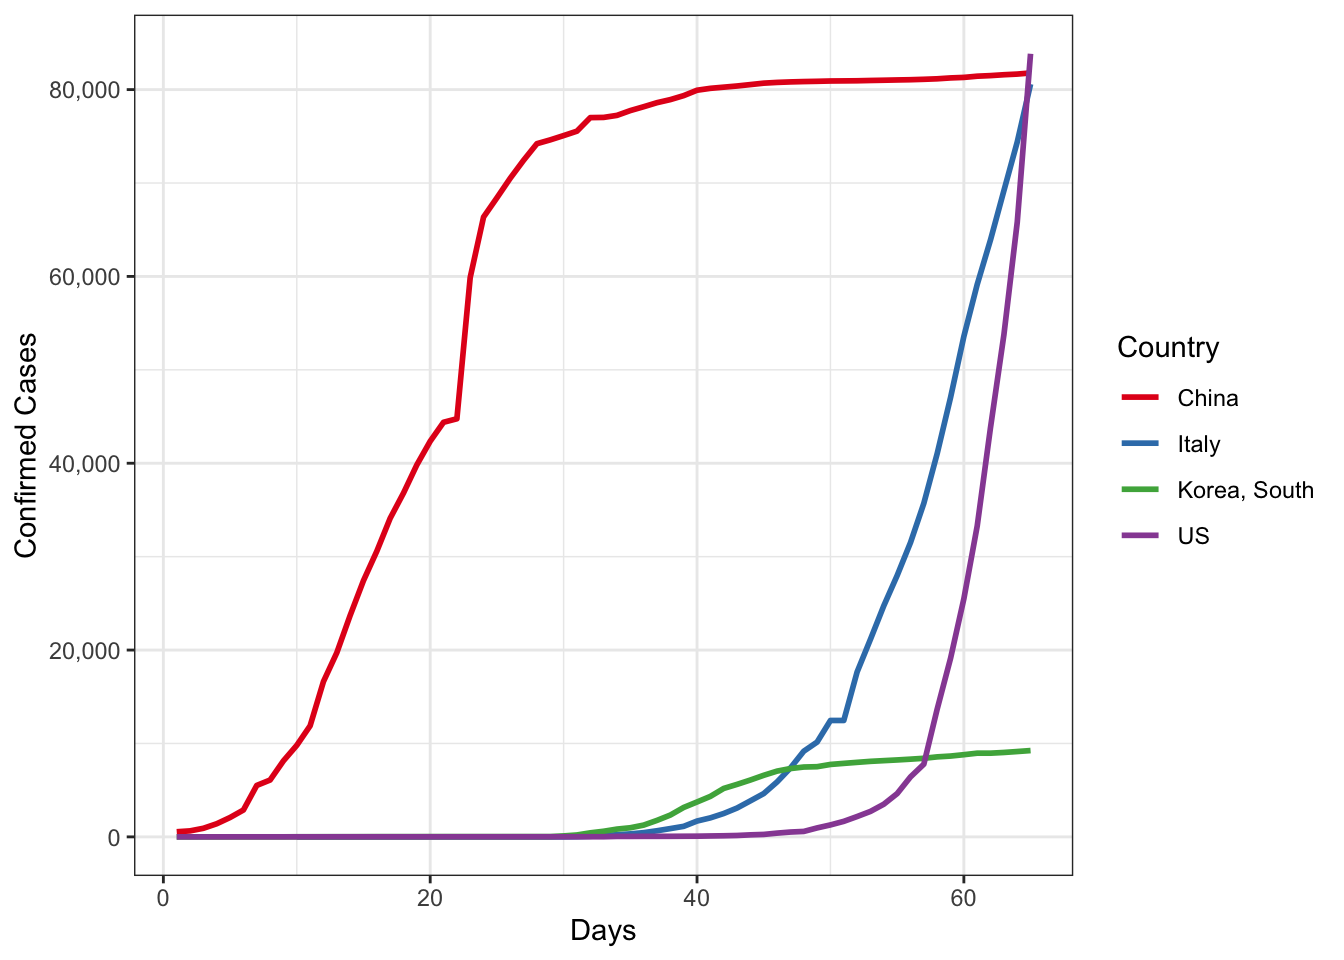 80,000
60,000
40,000
20,000
0
Confirmed Cases
0 20 40 60
Days
Country
China
Italy
Korea, South
US